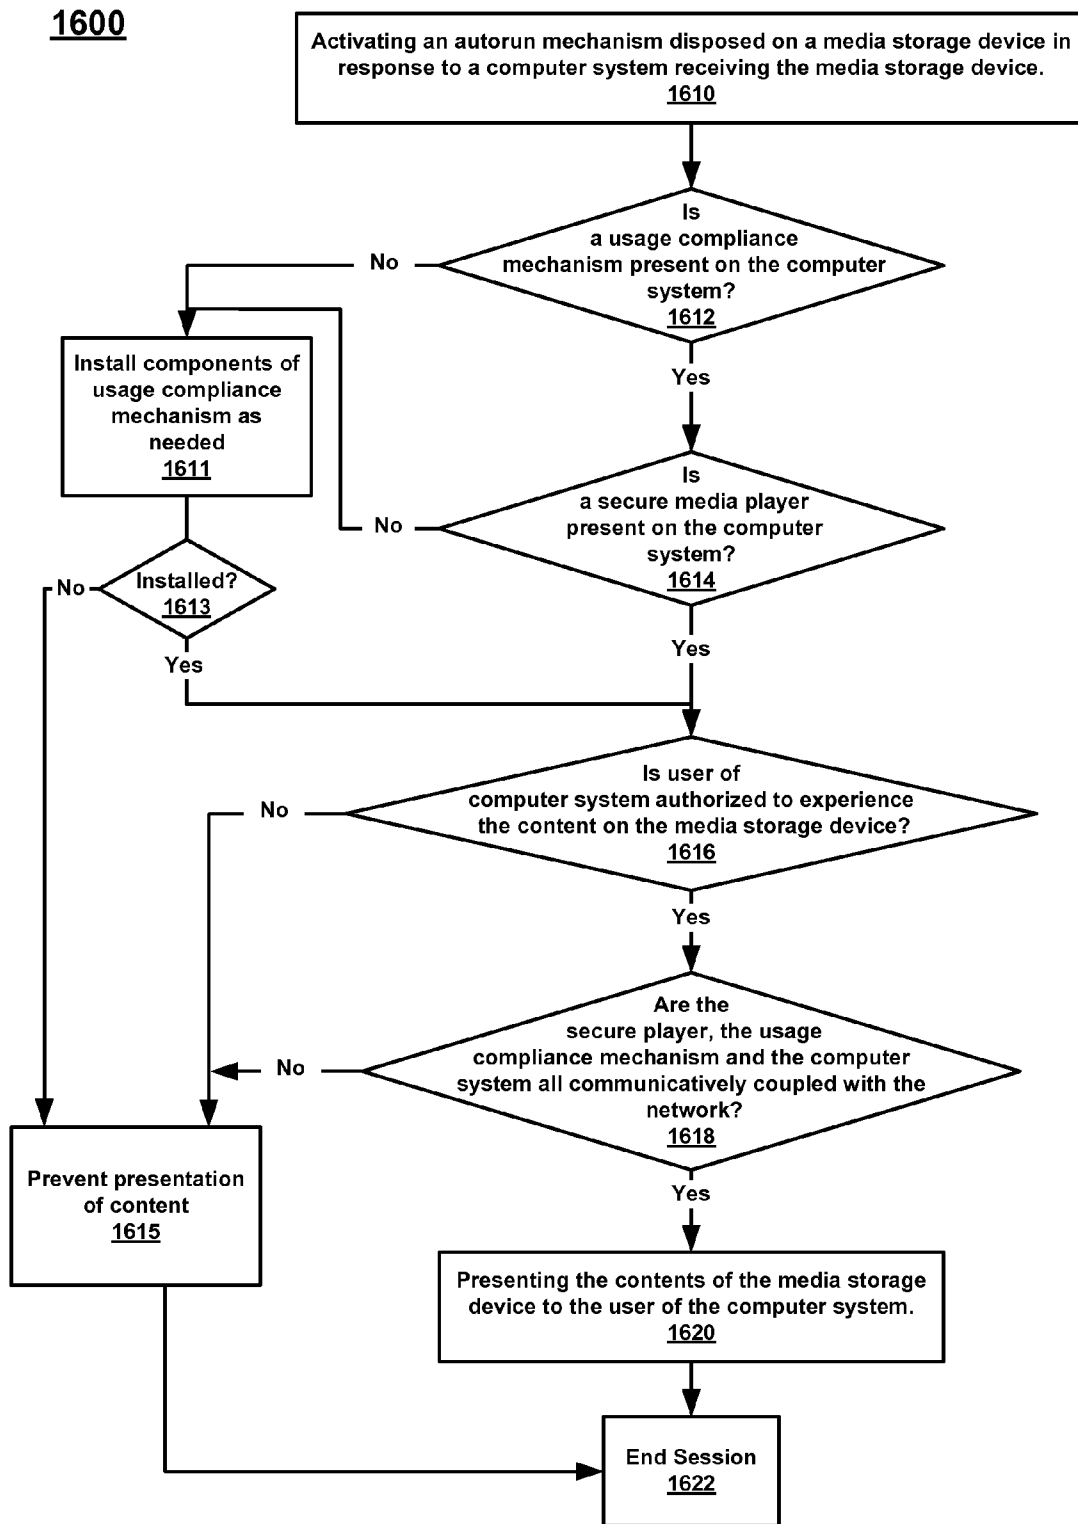 1600
Activating an autorun mechanism disposed on a media storage device in
response to a computer system receiving the media storage device.
1610
Is
a usage compliance
mechanism present on the computer
system?
1612
No
Yes
Install components of
usage compliance
mechanism as
needed
1611
Is
a secure media player
present on the computer
system?
1614
No
Yes
Installed?
1613
No
Yes
Is user of
computer system authorized to experience
the content on the media storage device?
1616
No
Yes
Are the
secure player, the usage
compliance mechanism and the computer
system all communicatively coupled with the
network?
1618
No
Yes
Prevent presentation
of content
1615
Presenting the contents of the media storage
device to the user of the computer system.
1620
End Session
1622